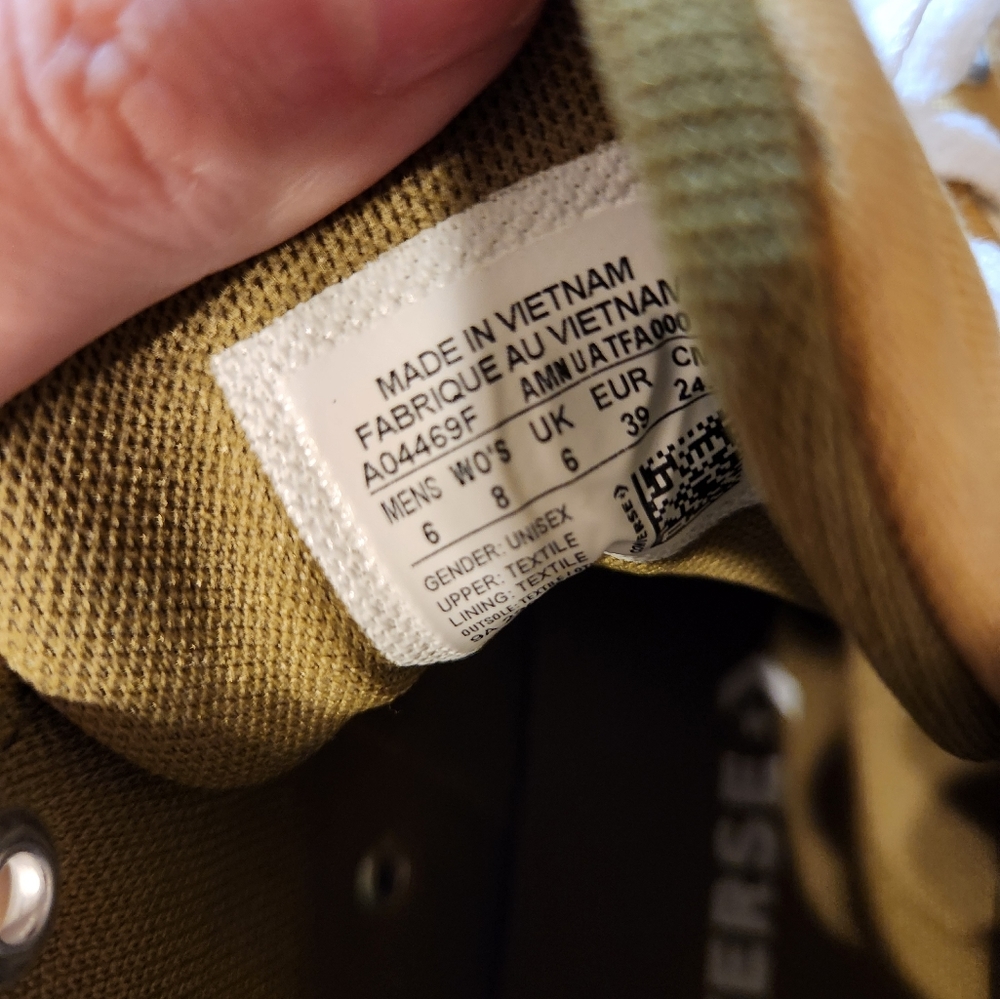 MADE IN VIETNAM
FABRIQUE AU VIETNAM
A04469F AMNUATFA000
MENS WO'S UK EUR CM
6 8 6 39 24
GENDER: UNISEX
UPPER: TEXTILE
LINING: TEXTILE
ERSE